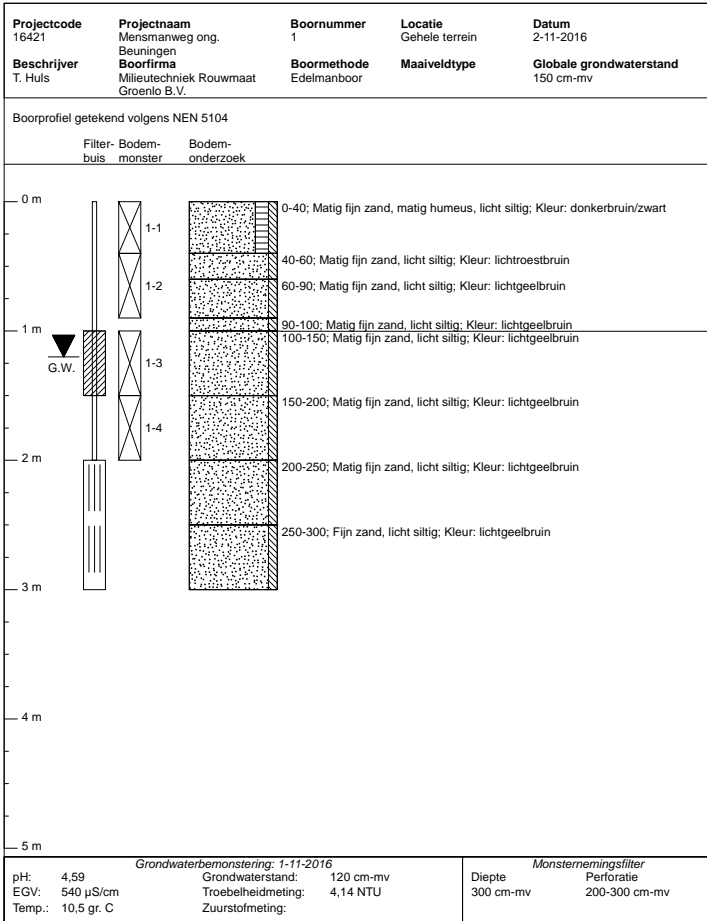 Projectcode Projectnaam Boornummer Locatie Datum
16421 Mensmanweg ong. 1 Gehele terrein 2-11-2016
Beuningen
Beschrijver Boorfirma Boormethode Maaiveldtype Globale grondwaterstand
T. Huls Milieutechniek Rouwmaat Edelmanboor 150 cm-mv
Groenlo B.V.
Boorprofiel getekend volgens NEN 5104
Filter- Bodem- Bodem-
buis monster onderzoek
0 m
0-40; Matig fijn zand, matig humeus, licht siltig; Kleur: donkerbruin/zwart
1-1
40-60; Matig fijn zand, licht siltig; Kleur: lichtroestbruin
1-2
60-90; Matig fijn zand, licht siltig; Kleur: lichtgeelbruin
90-100; Matig fijn zand, licht siltig; Kleur: lichtgeelbruin
1 m
100-150; Matig fijn zand, licht siltig; Kleur: lichtgeelbruin
G.W.
1-3
150-200; Matig fijn zand, licht siltig; Kleur: lichtgeelbruin
1-4
2 m
200-250; Matig fijn zand, licht siltig; Kleur: lichtgeelbruin
250-300; Fijn zand, licht siltig; Kleur: lichtgeelbruin
3 m
4 m
5 m
Grondwaterbemonstering: 1-11-2016 Monsternemingsfilter
pH: 4,59 Grondwaterstand: 120 cm-mv Diepte Perforatie
EGV: 540 µS/cm Troebelheidmeting: 4,14 NTU 300 cm-mv 200-300 cm-mv
Temp.: 10,5 gr. C Zuurstofmeting: